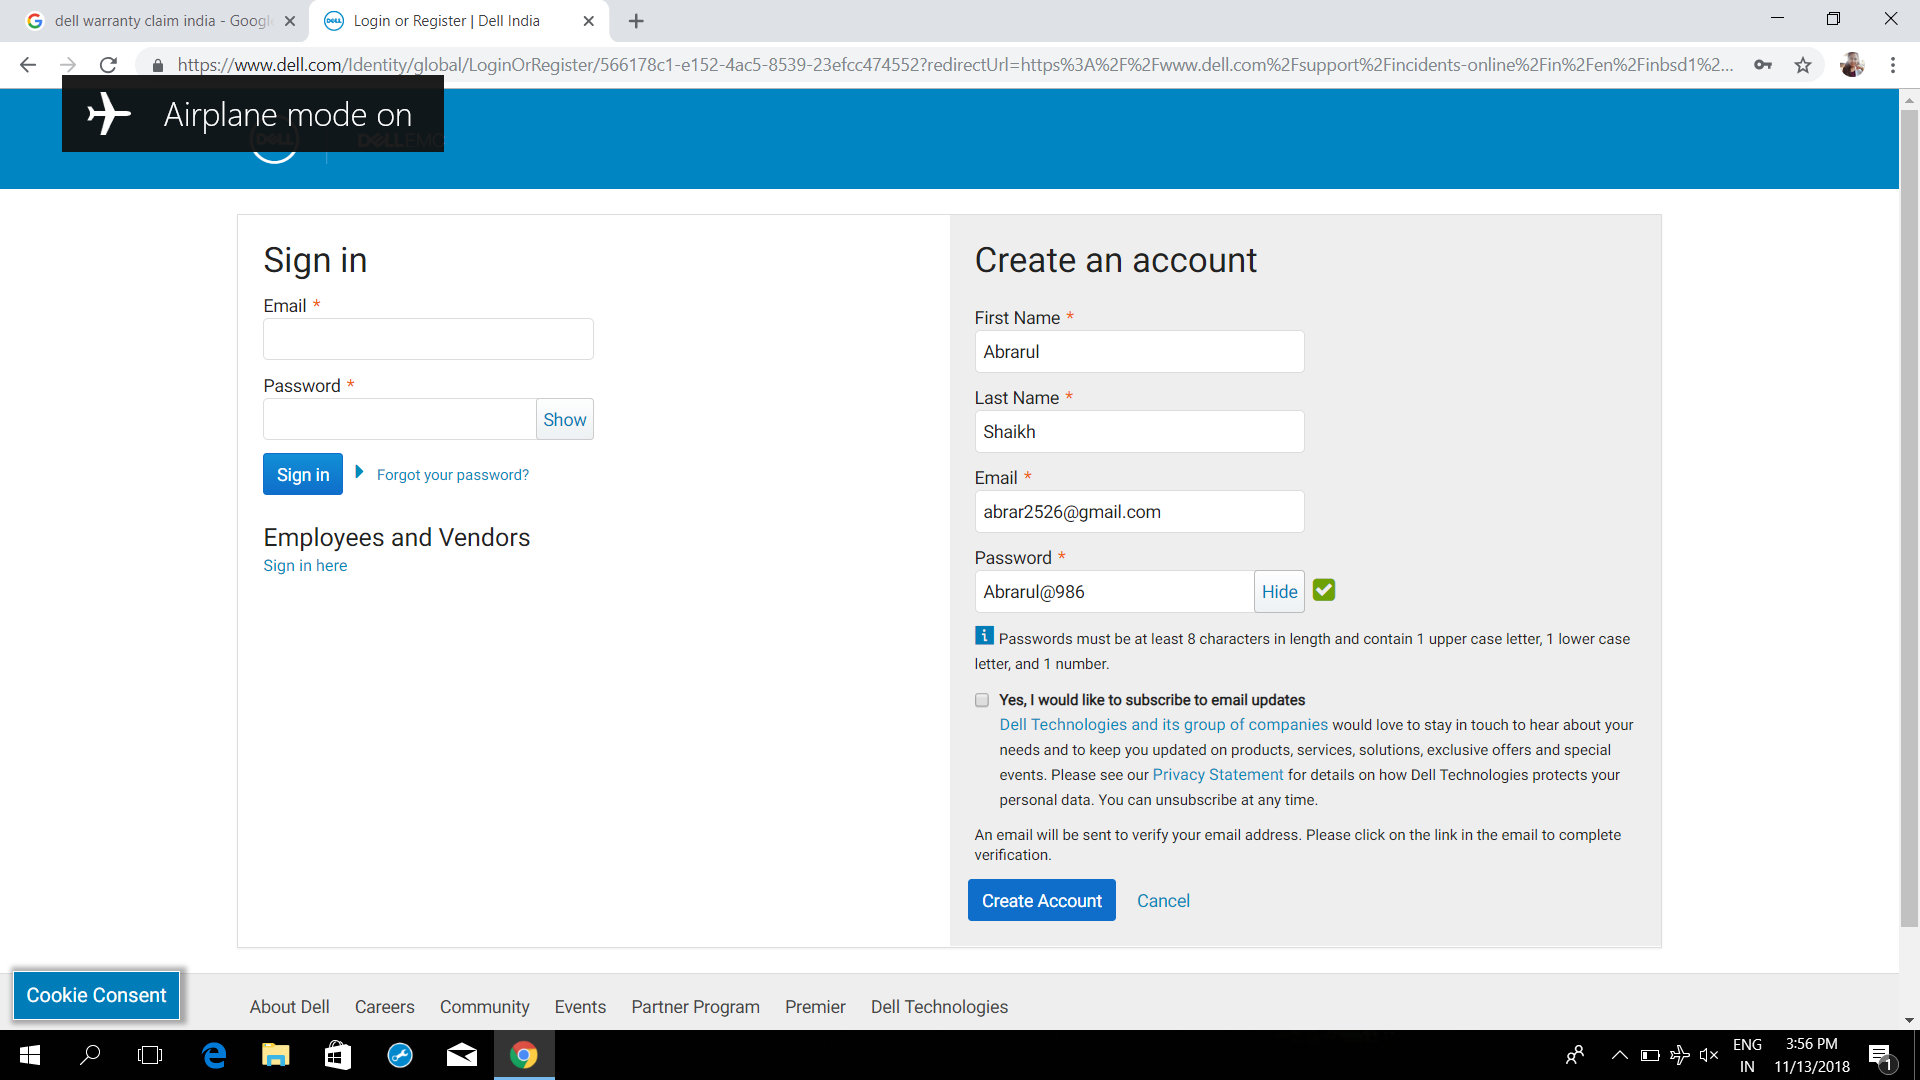 dell warranty claim india - Google
Login or Register | Dell India
https://www.dell.com/Identity/global/LoginOrRegister/566178c1-e152-4ac5-8539-23efcc474552?redirectUrl=https%3A%2F%2Fwww.dell.com%2Fsupport%2Fincidents-online%2Fin%2Fen%2Finbsd1%2...
Airplane mode on
DELL DELLEMC
Sign in
Email *
Password *
Show
Sign in Forgot your password?
Employees and Vendors
Sign in here
Create an account
First Name *
Abrarul
Last Name *
Shaikh
Email *
abrar2526@gmail.com
Password *
Abrarul@986 Hide
i Passwords must be at least 8 characters in length and contain 1 upper case letter, 1 lower case
letter, and 1 number.
Yes, I would like to subscribe to email updates
Dell Technologies and its group of companies would love to stay in touch to hear about your
needs and to keep you updated on products, services, solutions, exclusive offers and special
events. Please see our Privacy Statement for details on how Dell Technologies protects your
personal data. You can unsubscribe at any time.
An email will be sent to verify your email address. Please click on the link in the email to complete
verification.
Create Account Cancel
Cookie Consent
About Dell Careers Community Events Partner Program Premier Dell Technologies
ENG
IN
3:56 PM
11/13/2018
1